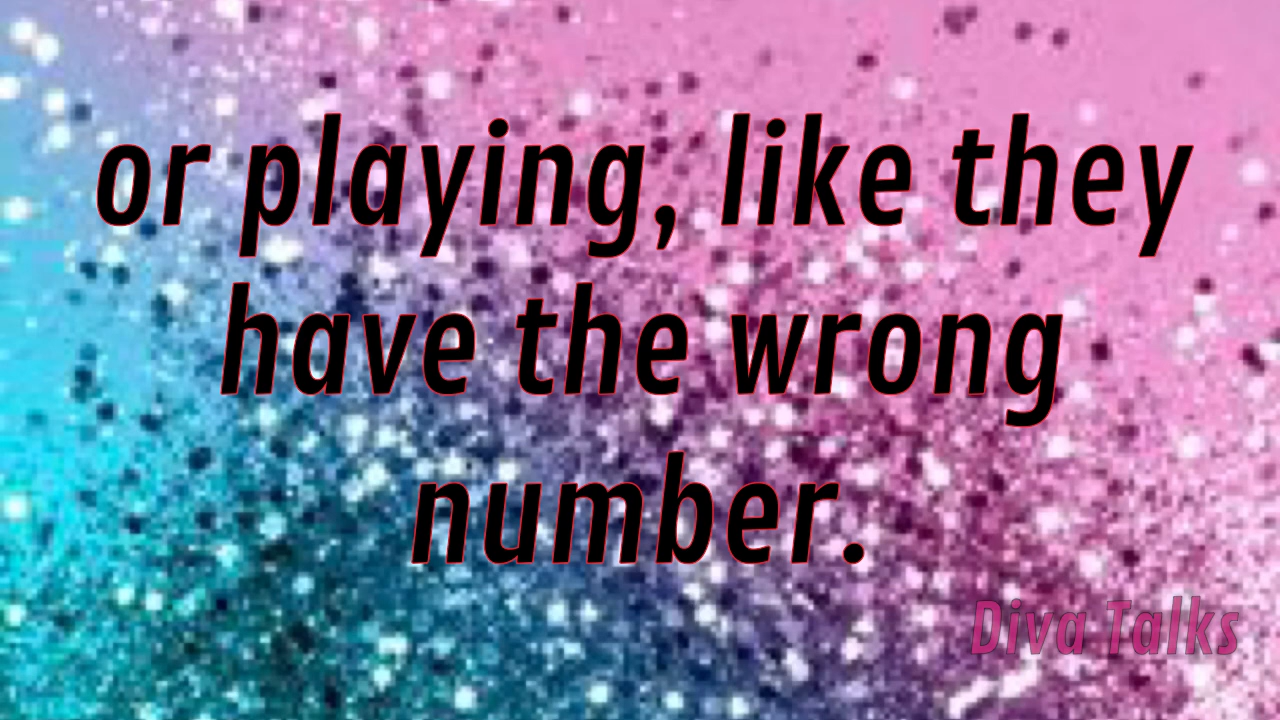 or playing, like they
have the wrong
number.
Diva Talks